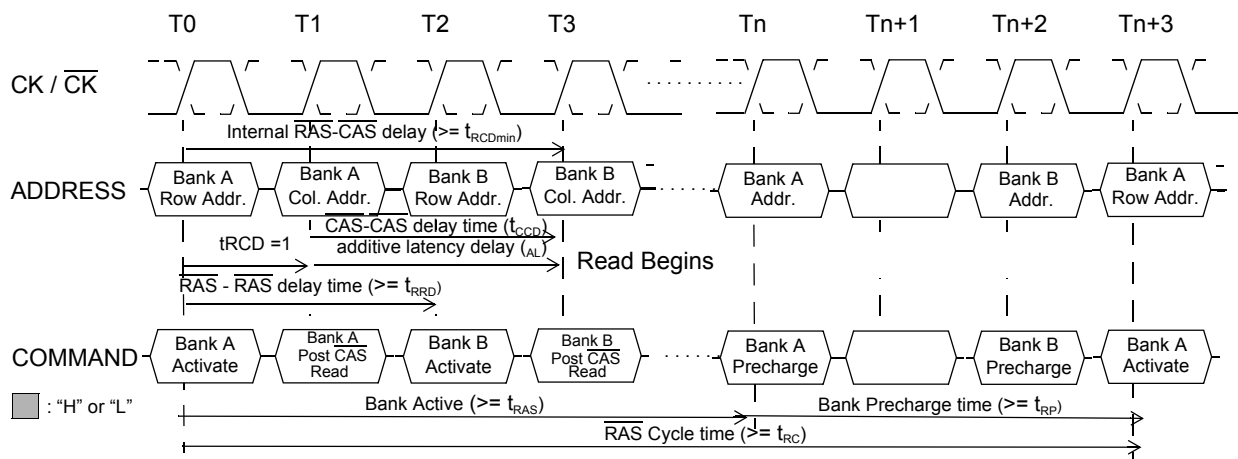 T0 T1 T2 T3 Tn Tn+1 Tn+2 Tn+3
CK / CK
Internal RAS-CAS delay (>= tRCDmin)
ADDRESS
Bank A Row Addr.
Bank A Col. Addr.
Bank B Row Addr.
Bank B Col. Addr.
Bank A Addr.
Bank B Addr.
Bank A Row Addr.
CAS-CAS delay time (tCCD)
tRCD =1
additive latency delay (AL)
Read Begins
RAS - RAS delay time (>= tRRD)
COMMAND
Bank A Activate
Bank A Post CAS Read
Bank B Activate
Bank B Post CAS Read
Bank A Precharge
Bank B Precharge
Bank A Activate
: “H” or “L”
Bank Active (>= tRAS)
Bank Precharge time (>= tRP)
RAS Cycle time (>= tRC)